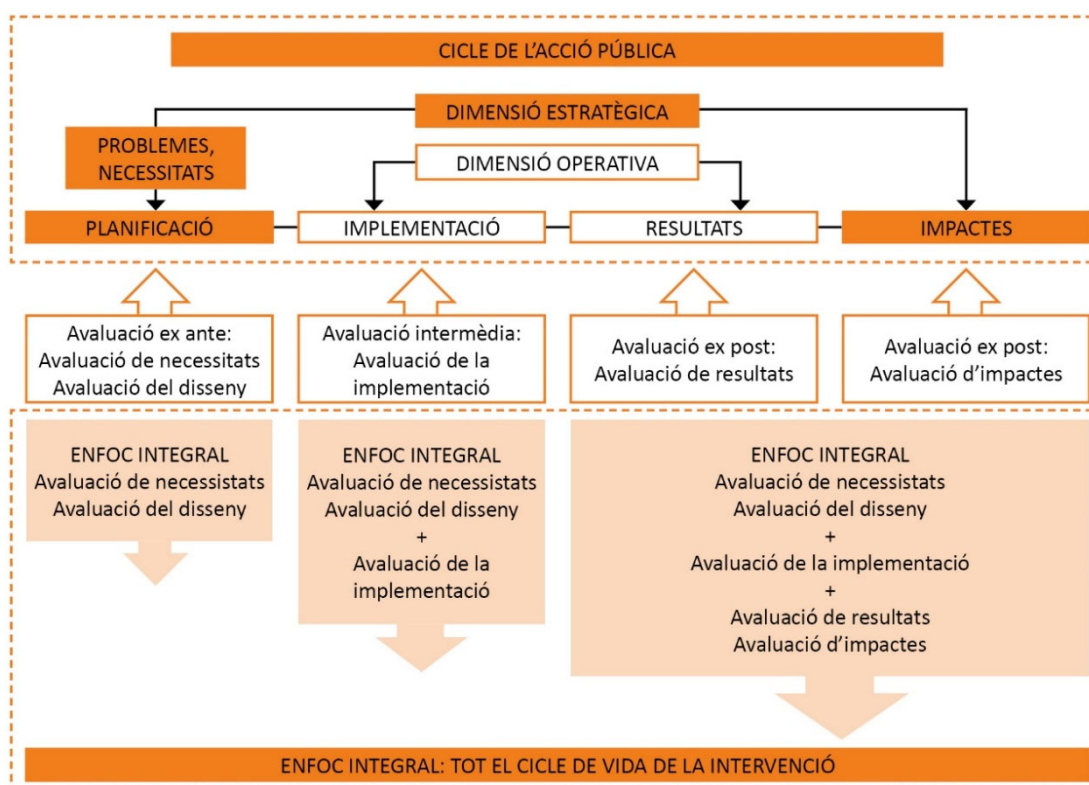 CICLE DE L'ACCIÓ PÚBLICA
DIMENSIÓ ESTRATÈGICA
PROBLEMES,
NECESSITATS
DIMENSIÓ OPERATIVA
PLANIFICACIÓ
IMPLEMENTACIÓ
RESULTATS
IMPACTES
Avaluació ex ante:
Avaluació de necessitats
Avaluació del disseny
Avaluació intermèdia:
Avaluació de la
implementació
Avaluació ex post:
Avaluació de resultats
Avaluació ex post:
Avaluació d'impactes
ENFOC INTEGRAL
Avaluació de necessistats
Avaluació del disseny
ENFOC INTEGRAL
Avaluació de necessistats
Avaluació del disseny
+
Avaluació de la
implementació
ENFOC INTEGRAL
Avaluació de necessistats
Avaluació del disseny
+
Avaluació de la implementació
+
Avaluació de resultats
Avaluació d'impactes
ENFOC INTEGRAL: TOT EL CICLE DE VIDA DE LA INTERVENCIÓ